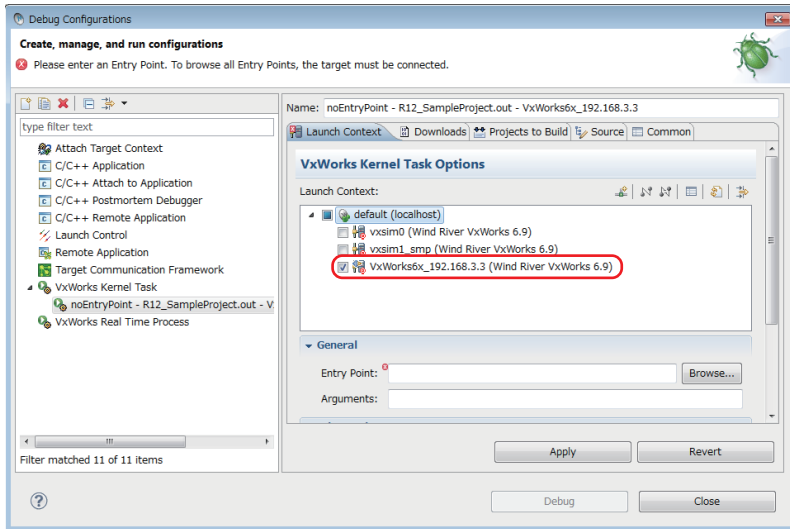 Debug Configurations
Create, manage, and run configurations
Please enter an Entry Point. To browse all Entry Points, the target must be connected.
type filter text
Attach Target Context
C/C++ Application
C/C++ Attach to Application
C/C++ Postmortem Debugger
C/C++ Remote Application
Launch Control
Remote Application
Target Communication Framework
VxWorks Kernel Task
noEntryPoint - R12_SampleProject.out - V
VxWorks Real Time Process
Filter matched 11 of 11 items
Name: noEntryPoint - R12_SampleProject.out - VxWorks6x_192.168.3.3
Launch Context Downloads Projects to Build Source Common
VxWorks Kernel Task Options
Launch Context:
default (localhost)
vxsim0 (Wind River VxWorks 6.9)
vxsim1_smp (Wind River VxWorks 6.9)
VxWorks6x_192.168.3.3 (Wind River VxWorks 6.9)
General
Entry Point: Browse...
Arguments:
Apply Revert
Debug Close